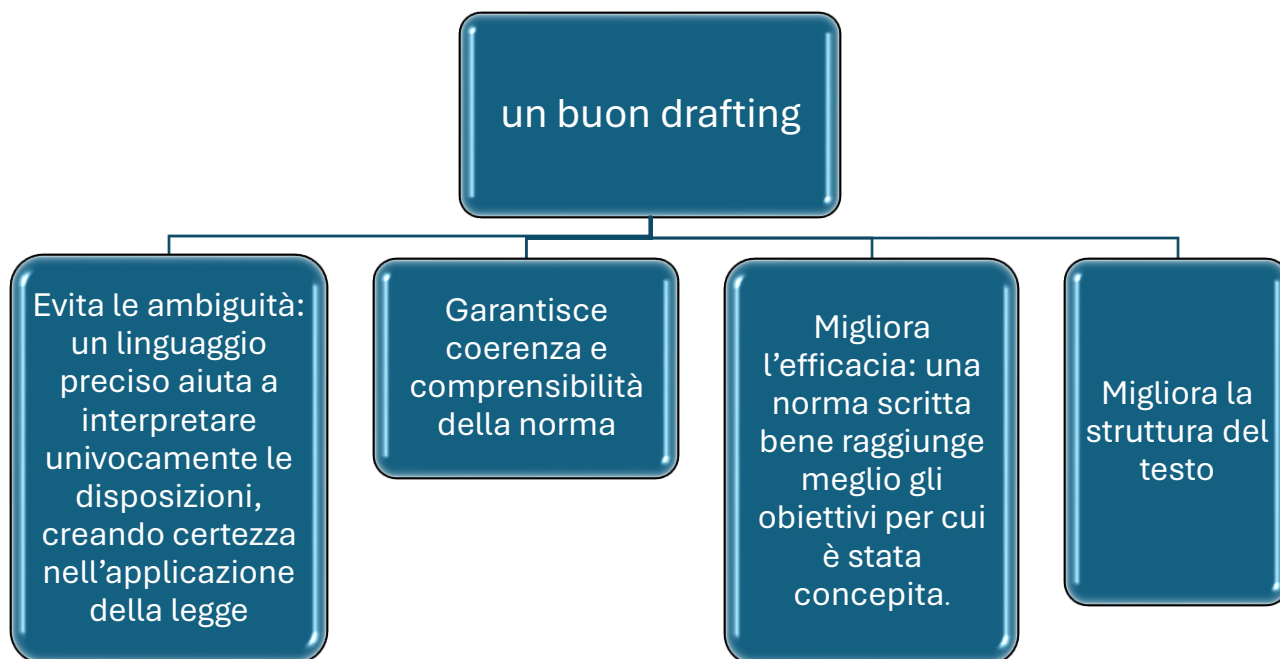 un buon drafting
Evita le ambiguità:
un linguaggio
preciso aiuta a
interpretare
univocamente le
disposizioni,
creando certezza
nell’applicazione
della legge
Garantisce
coerenza e
comprensibilità
della norma
Migliora
l’efficacia: una
norma scritta
bene raggiunge
meglio gli
obiettivi per cui
è stata
concepita.
Migliora la
struttura del
testo